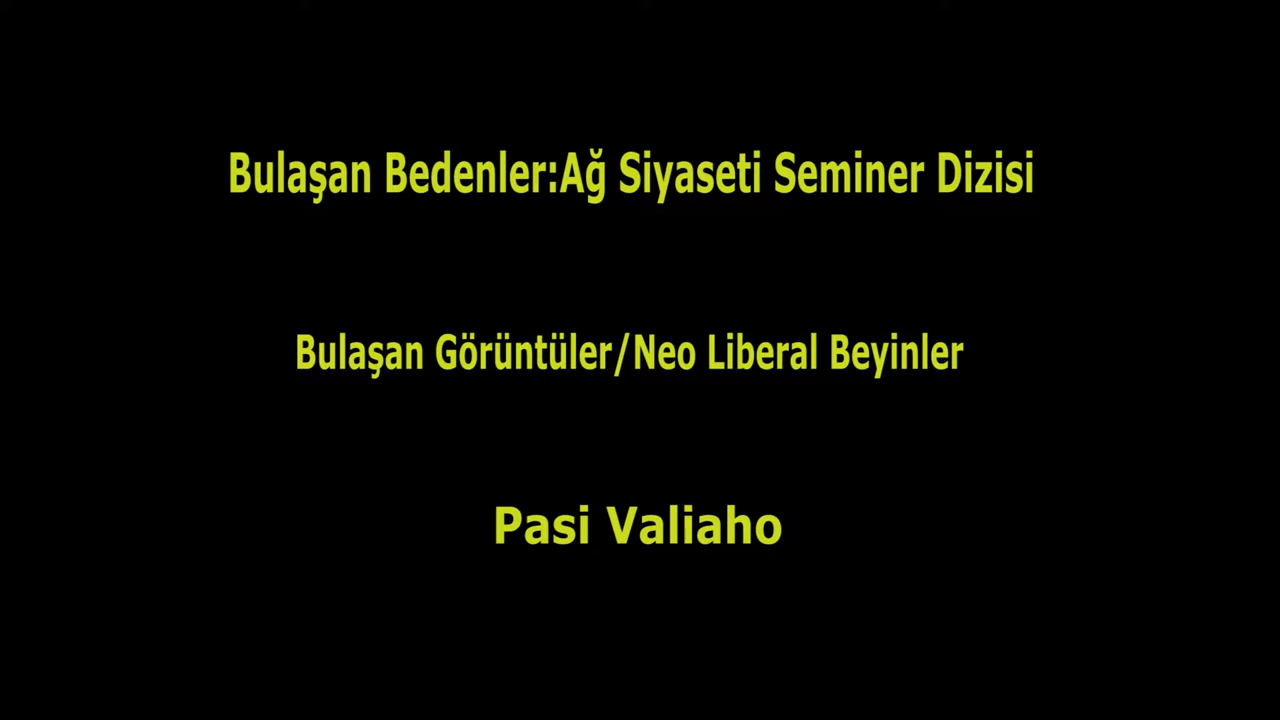 Bulaşan Bedenler:Ağ Siyaseti Seminer Dizisi
Bulaşan Görüntüler/Neo Liberal Beyinler
Pasi Valiaho